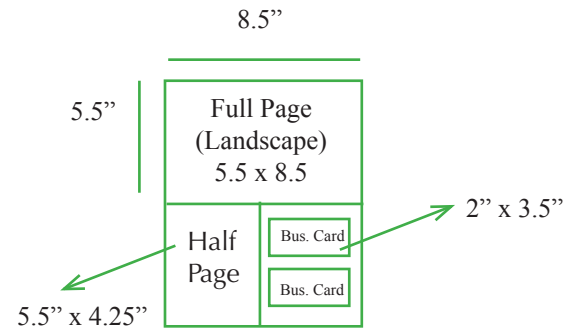 8.5”
5.5”
Full Page
(Landscape)
5.5 x 8.5
2” x 3.5”
Half
Page
Bus. Card
Bus. Card
5.5” x 4.25”